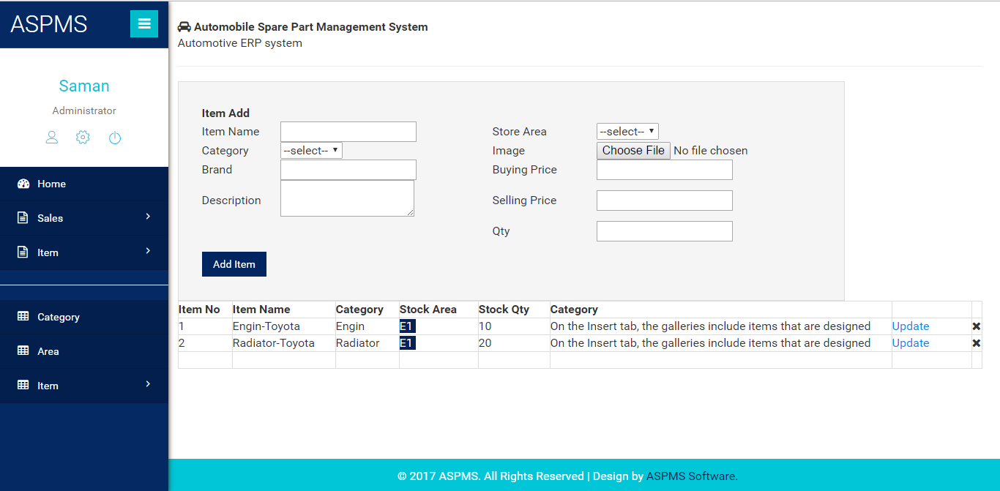 ASPMS
Saman
Administrator
Home
Sales
Item
Category
Area
Item
Automobile Spare Part Management System
Automotive ERP system
Item Add
Item Name
Store Area --select--
Category --select--
Image Choose File No file chosen
Brand
Buying Price
Description
Selling Price
Qty
Add Item
Item No Item Name Category Stock Area Stock Qty Category
1 Engin-Toyota Engin E1 10 On the Insert tab, the galleries include items that are designed Update
2 Radiator-Toyota Radiator E1 20 On the Insert tab, the galleries include items that are designed Update
© 2017 ASPMS. All Rights Reserved | Design by ASPMS Software.